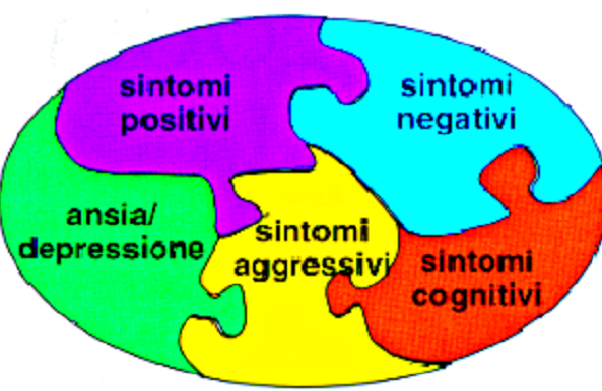 sintomi
positivi
sintomi
negativi
ansia/
depressione
sintomi
aggressivi
sintomi
cognitivi